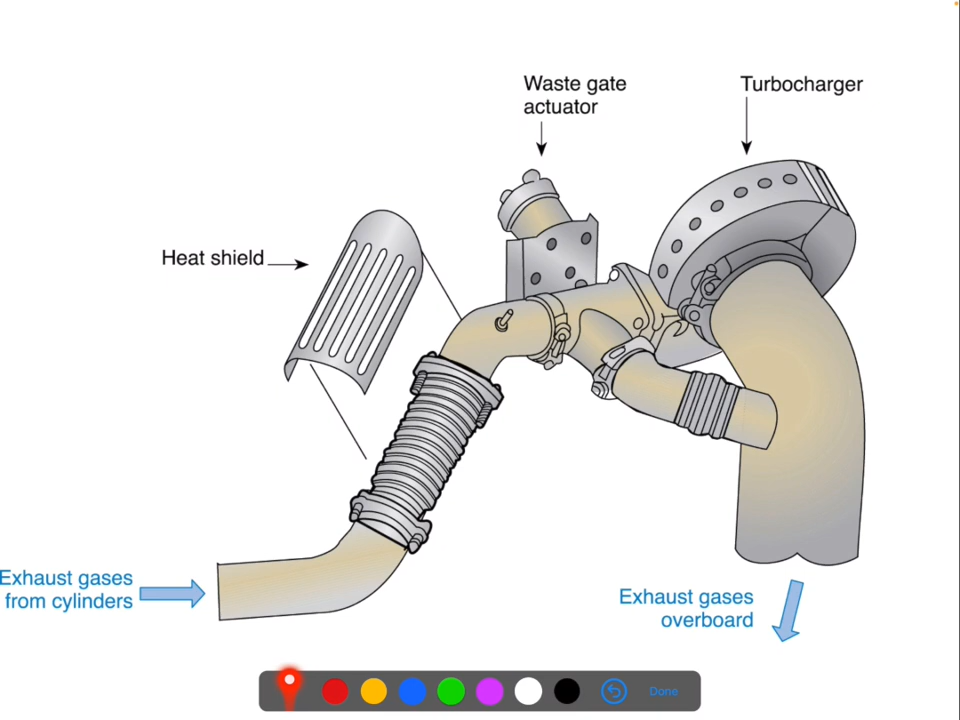 Waste gate
actuator
Turbocharger
Heat shield
Exhaust gases
from cylinders
Exhaust gases
overboard
Done